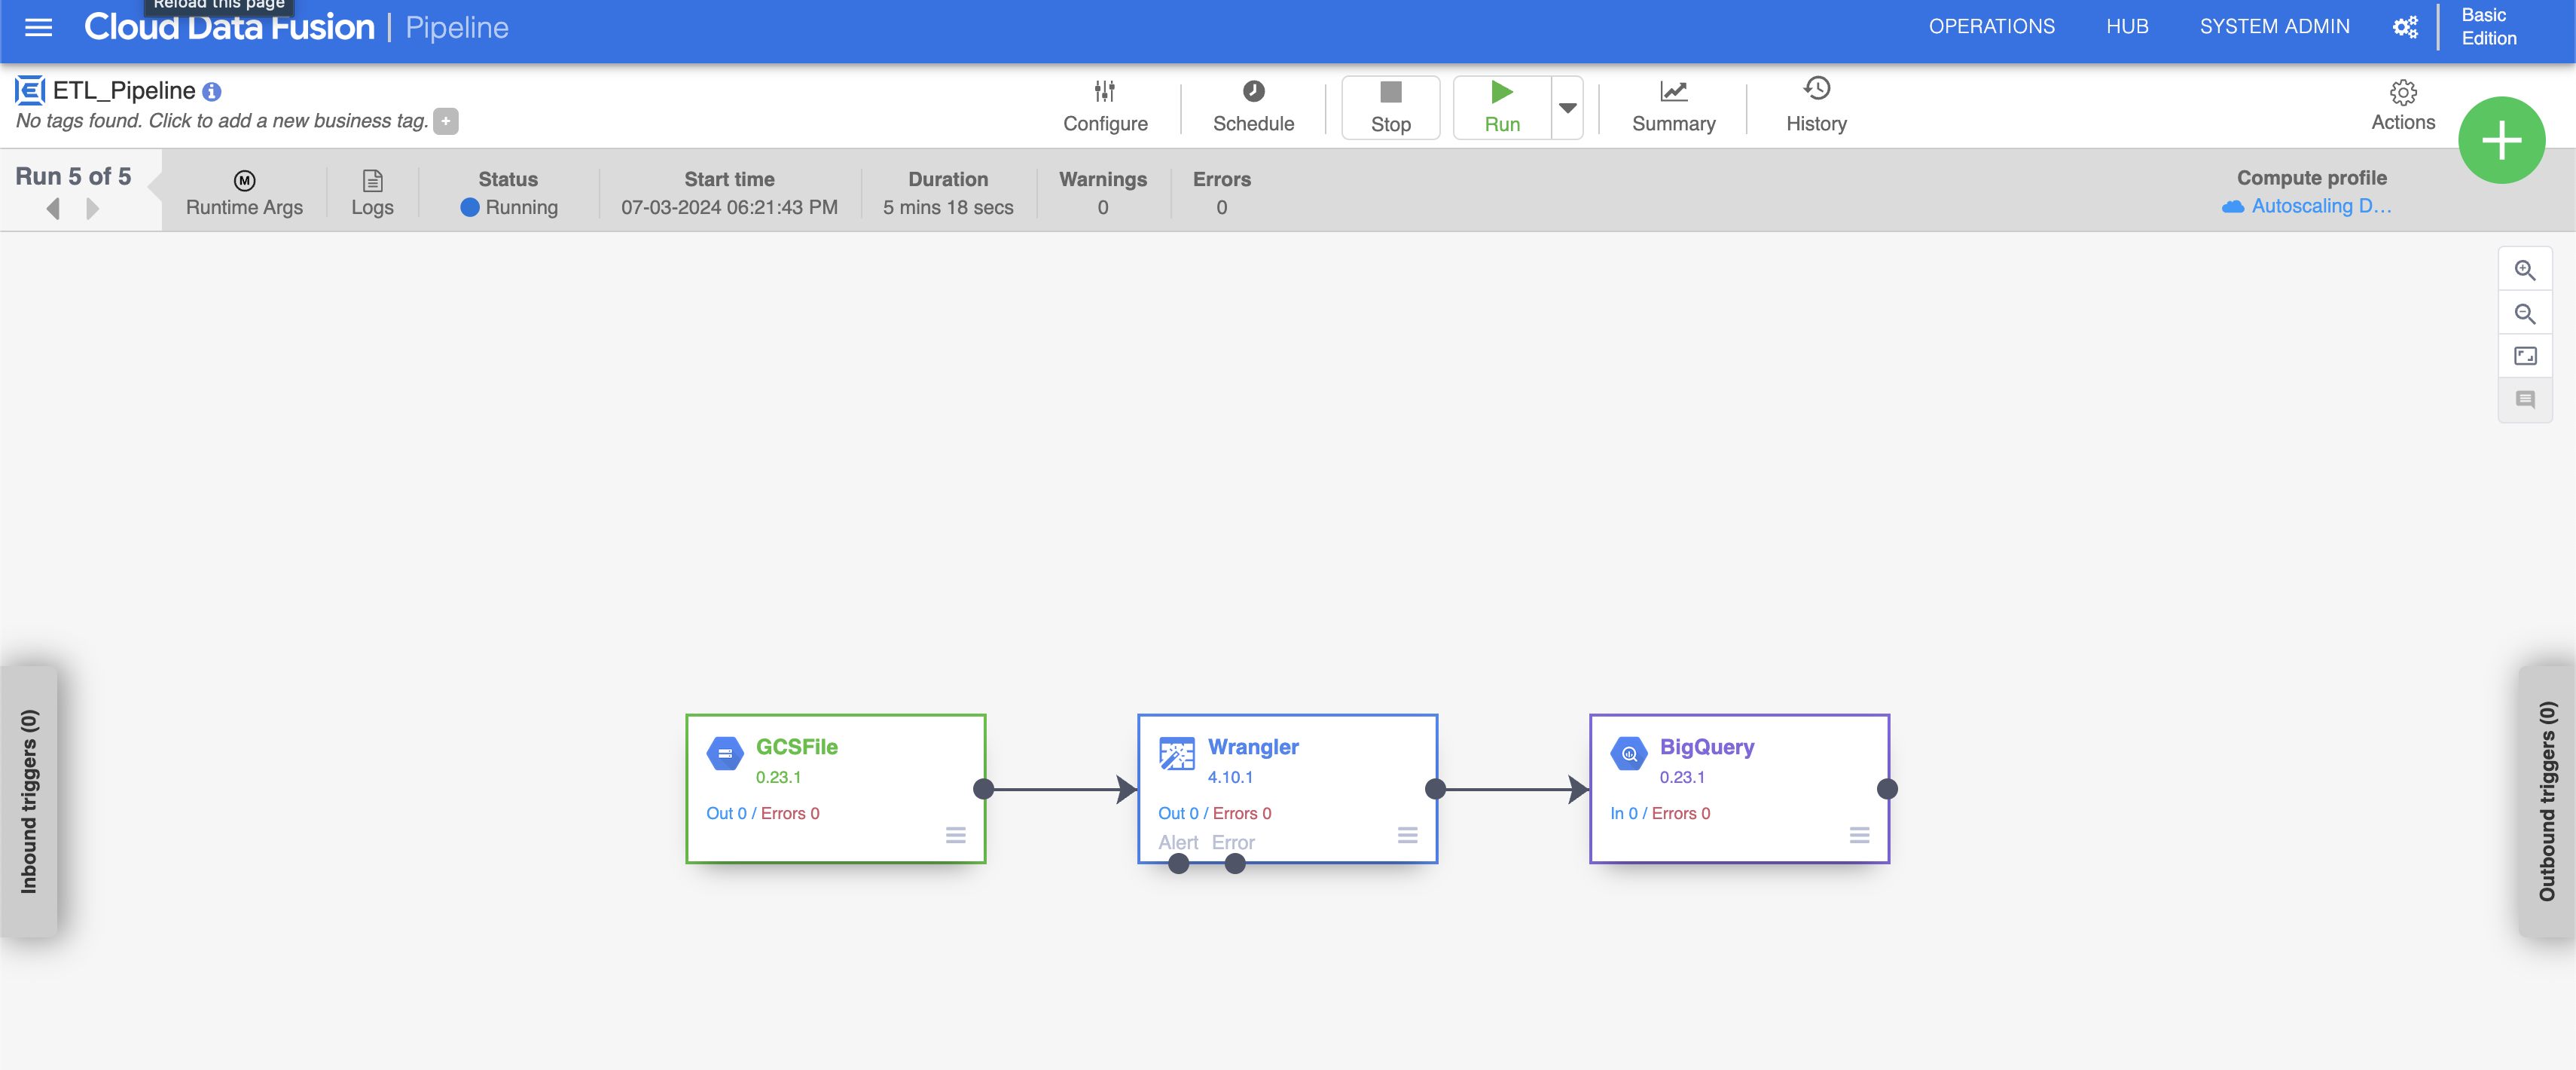 Reload this page
Cloud Data Fusion | Pipeline
OPERATIONS
HUB
SYSTEM ADMIN
Basic
Edition
ETL_Pipeline
No tags found. Click to add a new business tag.
Configure
Schedule
Stop
Run
Summary
History
Actions
Run 5 of 5
Runtime Args
Logs
Status
Running
Start time
07-03-2024 06:21:43 PM
Duration
5 mins 18 secs
Warnings
0
Errors
0
Compute profile
Autoscaling D...
Inbound triggers (0)
GCSFile
0.23.1
Out 0 / Errors 0
Wrangler
4.10.1
Out 0 / Errors 0
Alert Error
BigQuery
0.23.1
In 0 / Errors 0
Outbound triggers (0)